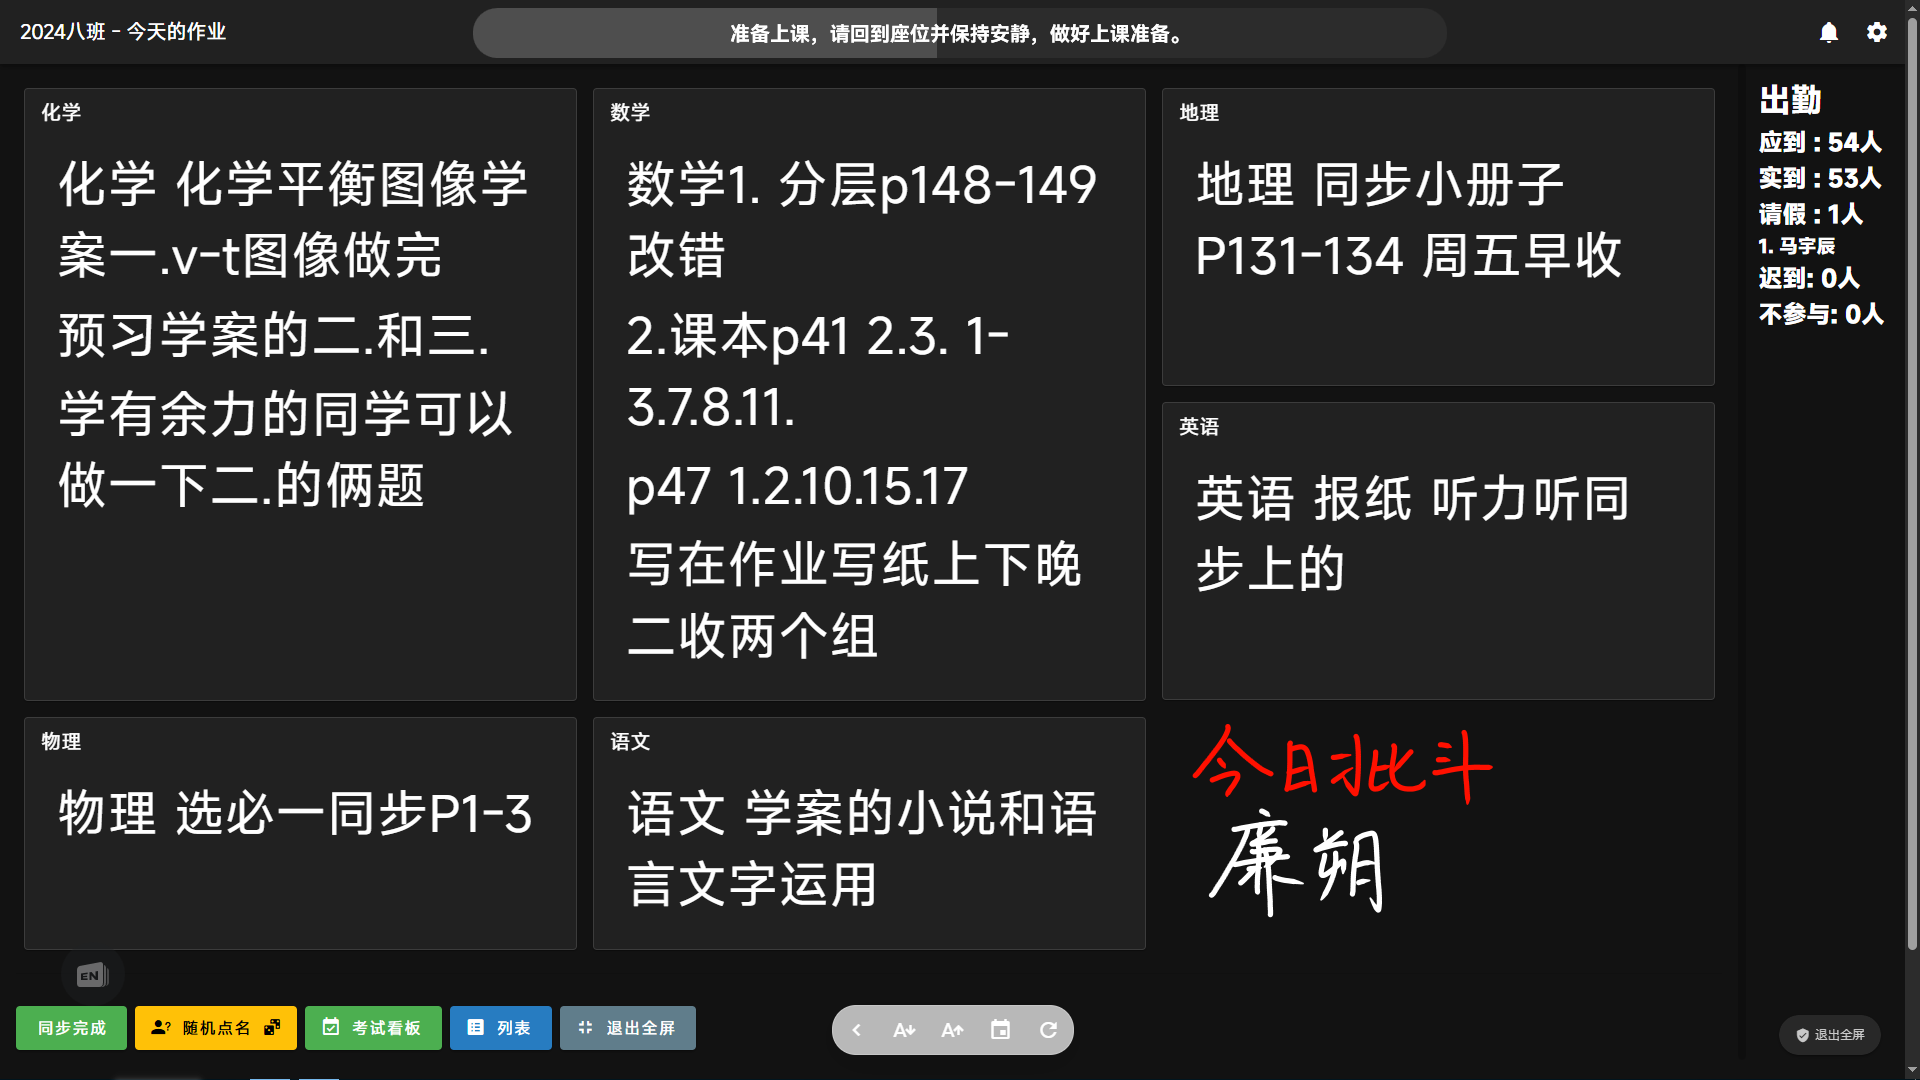 2024八班 - 今天的作业
准备上课，请回到座位并保持安静，做好上课准备。
化学
化学 化学平衡图像学
案一.v-t图像做完
预习学案的二.和三.
学有余力的同学可以
做一下二.的俩题
数学
数学1. 分层p148-149
改错
2.课本p41 2.3. 1-
3.7.8.11.
p47 1.2.10.15.17
写在作业写纸上下晚
二收两个组
地理
地理 同步小册子
P131-134 周五早收
英语
英语 报纸 听力听同
步上的
物理
物理 选必一同步P1-3
语文
语文 学案的小说和语
言文字运用
今日北斗
廉朔
出勤
应到 : 54人
实到 : 53人
请假 : 1人
1. 马宇辰
迟到: 0人
不参与: 0人
EN
同步完成
随机点名
考试看板
列表
退出全屏
退出全屏